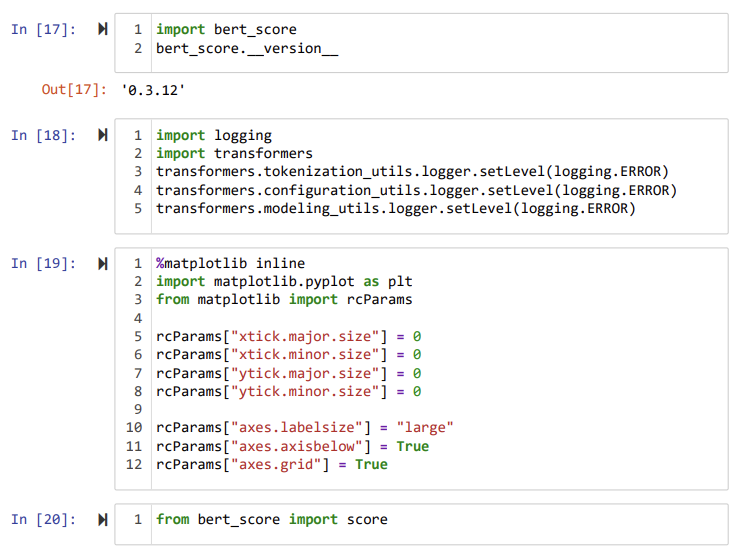 In [17]:
1 import bert_score
2 bert_score.__version__
Out[17]: '0.3.12'
In [18]:
1 import logging
2 import transformers
3 transformers.tokenization_utils.logger.setLevel(logging.ERROR)
4 transformers.configuration_utils.logger.setLevel(logging.ERROR)
5 transformers.modeling_utils.logger.setLevel(logging.ERROR)
In [19]:
1 %matplotlib inline
2 import matplotlib.pyplot as plt
3 from matplotlib import rcParams
4
5 rcParams["xtick.major.size"] = 0
6 rcParams["xtick.minor.size"] = 0
7 rcParams["ytick.major.size"] = 0
8 rcParams["ytick.minor.size"] = 0
9
10 rcParams["axes.labelsize"] = "large"
11 rcParams["axes.axisbelow"] = True
12 rcParams["axes.grid"] = True
In [20]:
1 from bert_score import score